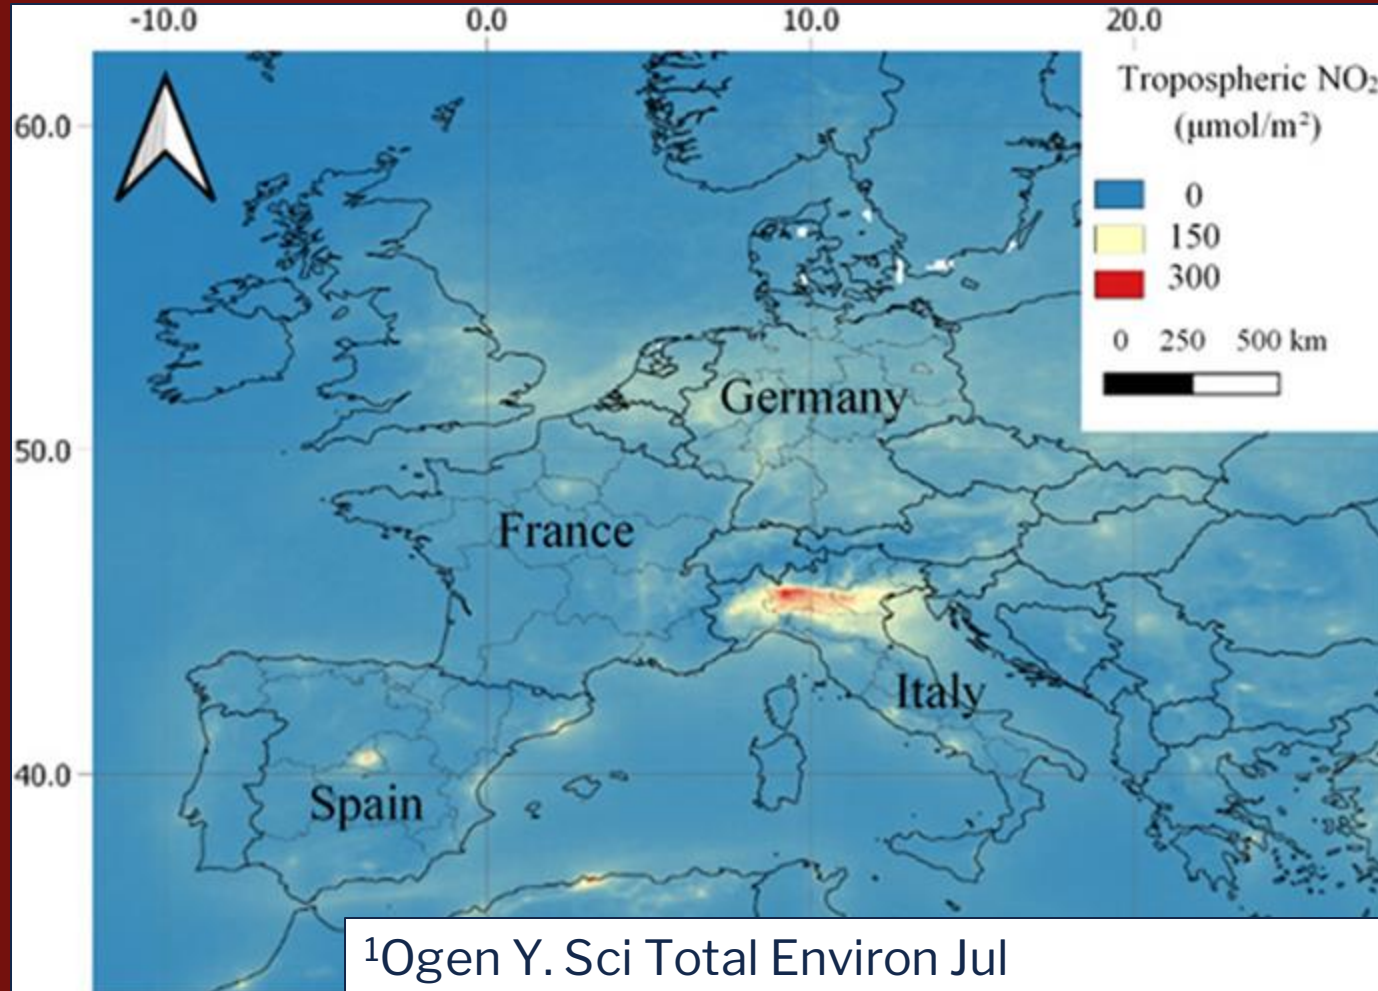 -10.0 0.0 10.0 20.0
Tropospheric NO₂
(μmol/m²)
60.0
0
150
300
0 250 500 km
Germany
50.0
France
Italy
40.0
Spain
¹Ogen Y. Sci Total Environ Jul